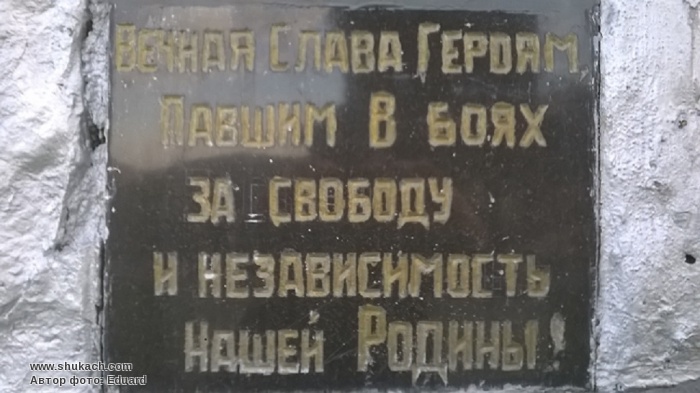 Вечная Слава Героям
Павшим В боях
за свободу
и независимость
нашей Родины!
www.shukach.com
Автор фото: Eduard